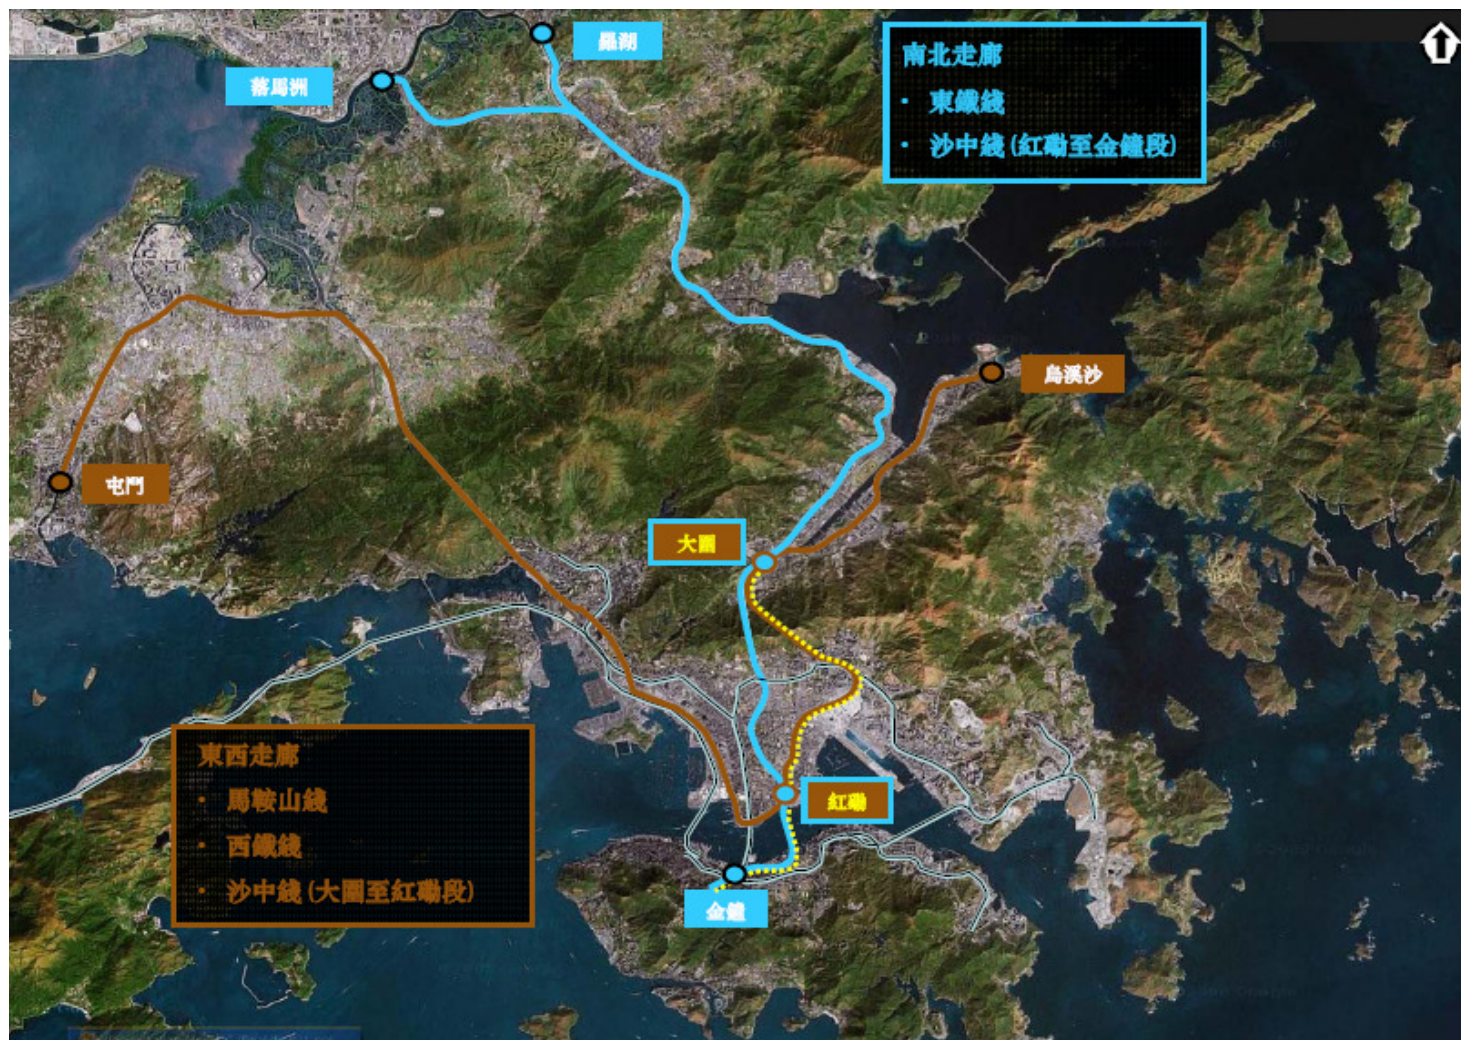 羅湖
落馬洲
南北走廊
• 東鐵綫
• 沙中綫 (紅磡至金鐘段)
烏溪沙
屯門
大圍
東西走廊
• 馬鞍山綫
• 西鐵綫
• 沙中綫 (大圍至紅磡段)
紅磡
金鐘